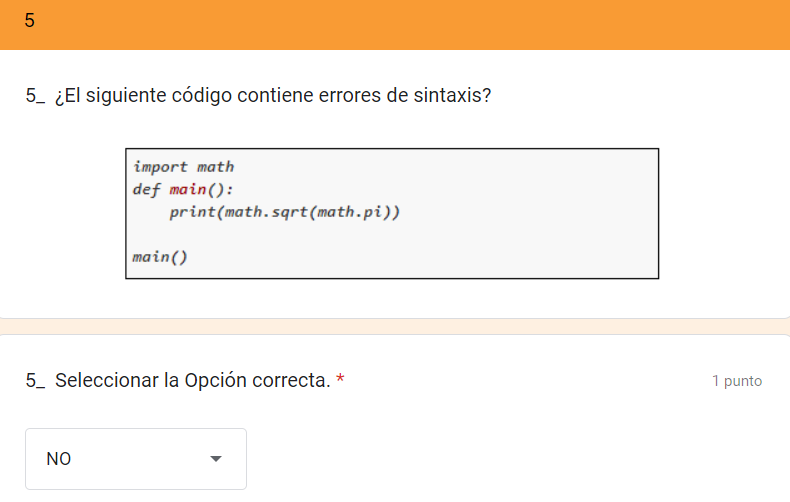 5
5_ ¿El siguiente código contiene errores de sintaxis?
import math
def main():
    print(math.sqrt(math.pi))
main()
5_ Seleccionar la Opción correcta. *
1 punto
NO